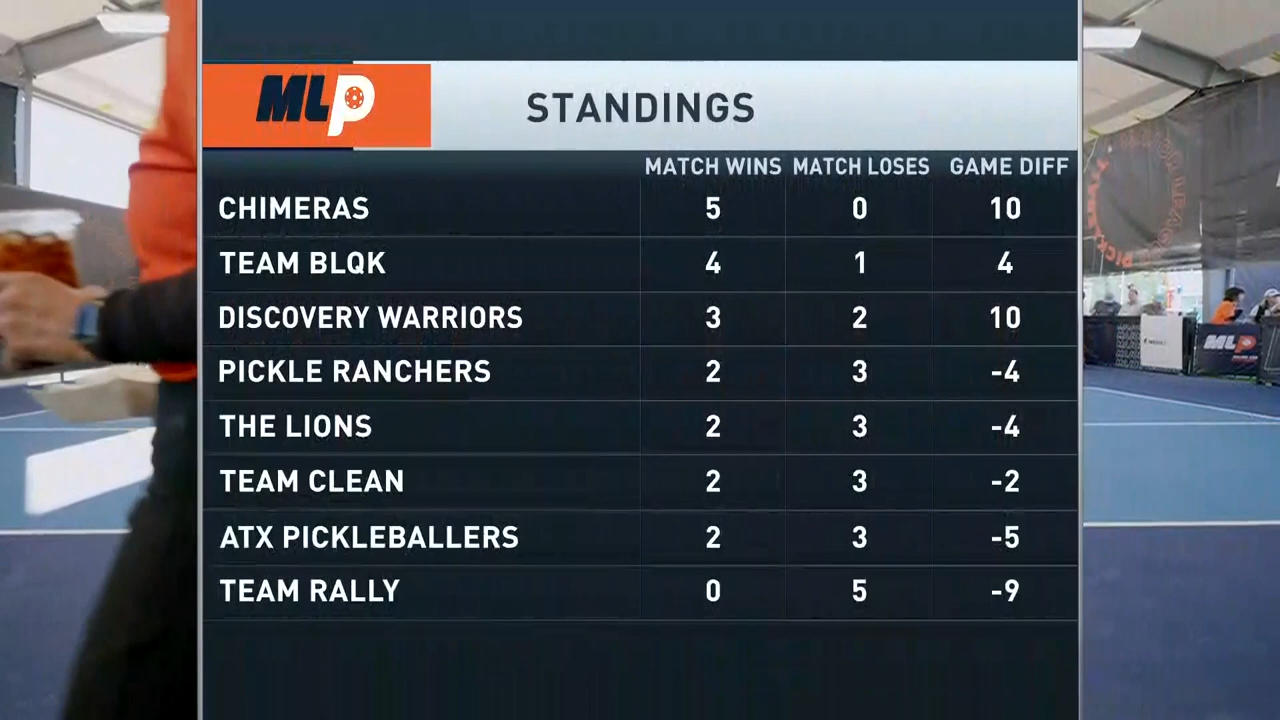 MLP STANDINGS
MATCH WINS MATCH LOSES GAME DIFF
CHIMERAS 5 0 10
TEAM BLQK 4 1 4
DISCOVERY WARRIORS 3 2 10
PICKLE RANCHERS 2 3 -4
THE LIONS 2 3 -4
TEAM CLEAN 2 3 -2
ATX PICKLEBALLERS 2 3 -5
TEAM RALLY 0 5 -9
MLP